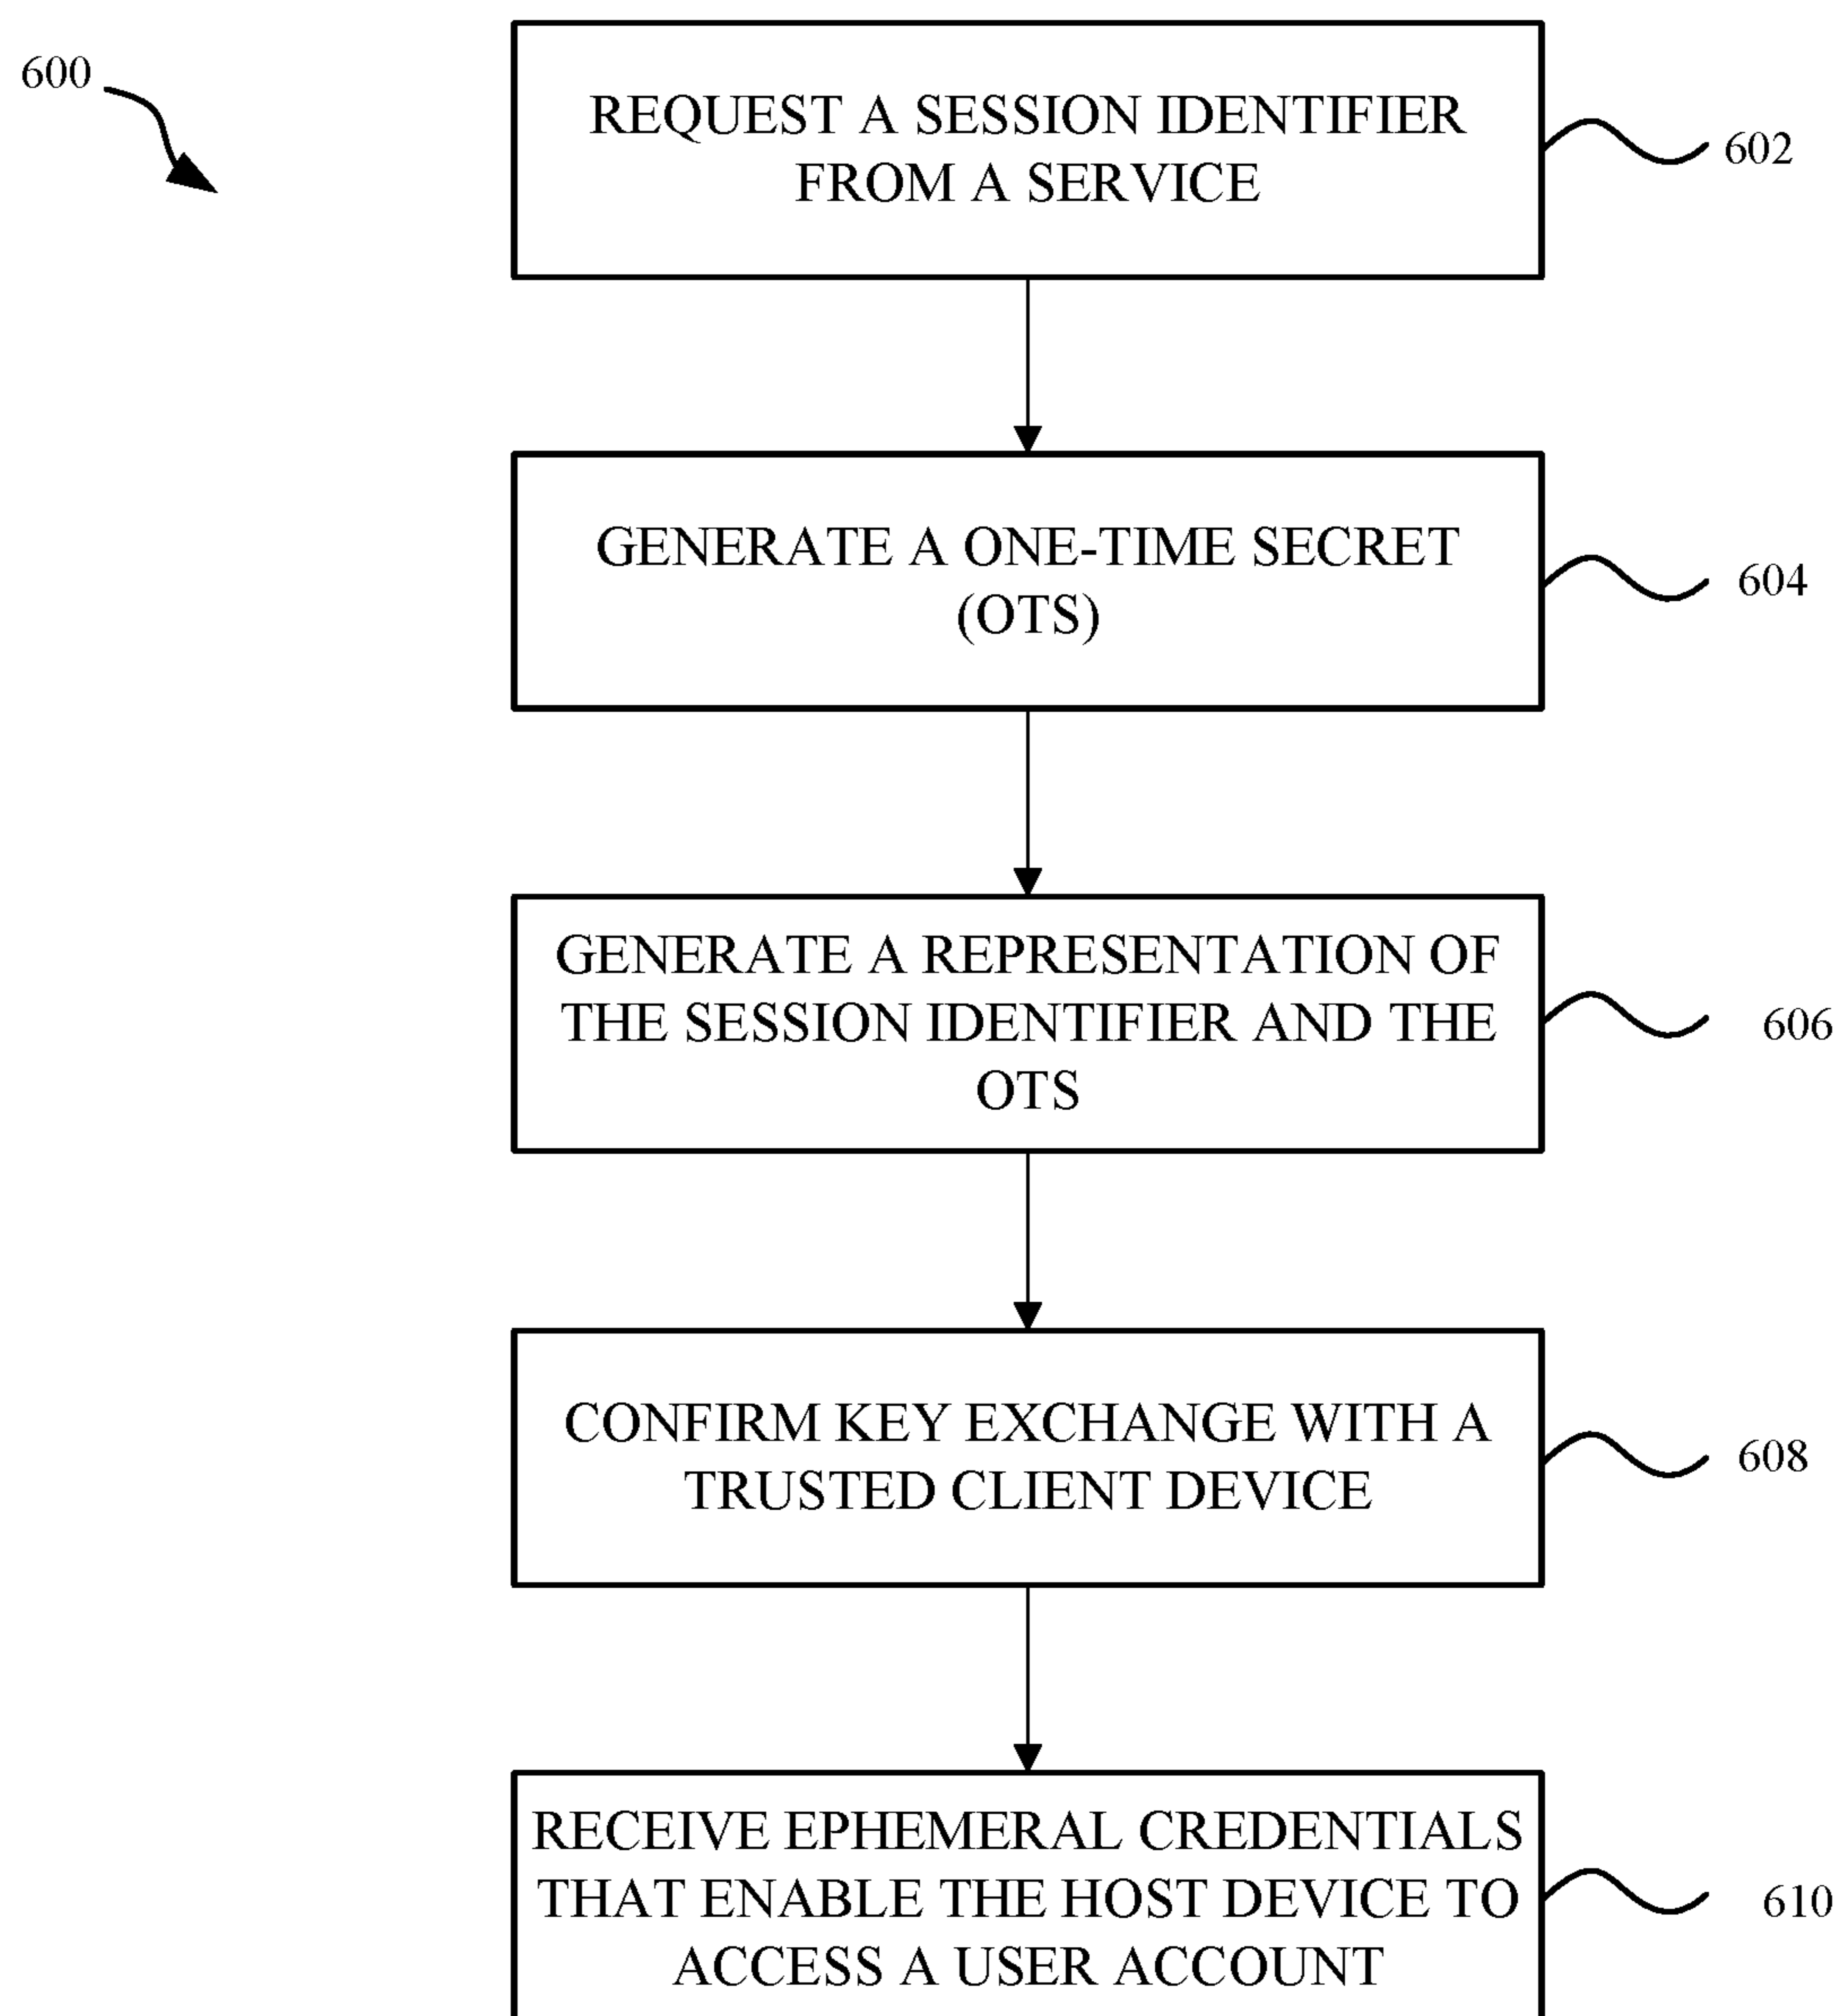 600
REQUEST A SESSION IDENTIFIER
FROM A SERVICE
602
GENERATE A ONE-TIME SECRET
(OTS)
604
GENERATE A REPRESENTATION OF
THE SESSION IDENTIFIER AND THE
OTS
606
CONFIRM KEY EXCHANGE WITH A
TRUSTED CLIENT DEVICE
608
RECEIVE EPHEMERAL CREDENTIALS
THAT ENABLE THE HOST DEVICE TO
ACCESS A USER ACCOUNT
610